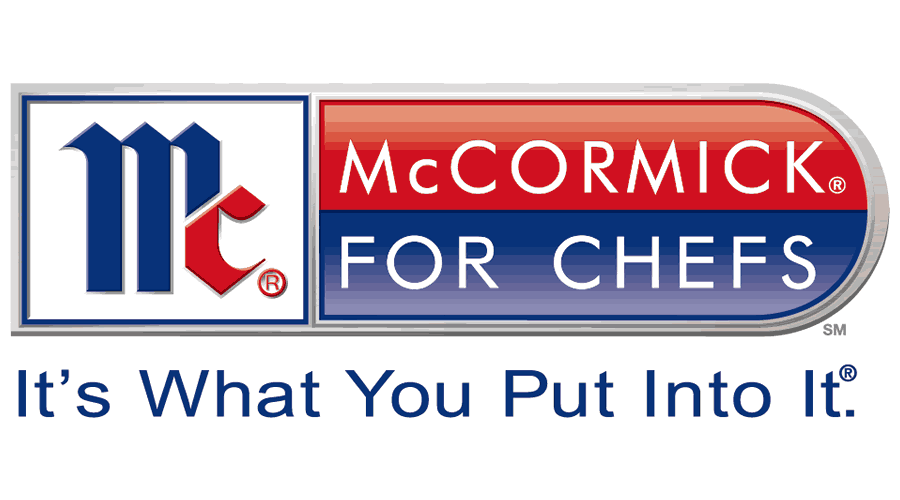 Mc®
McCORMICK®
FOR CHEFS
SM
It's What You Put Into It.®